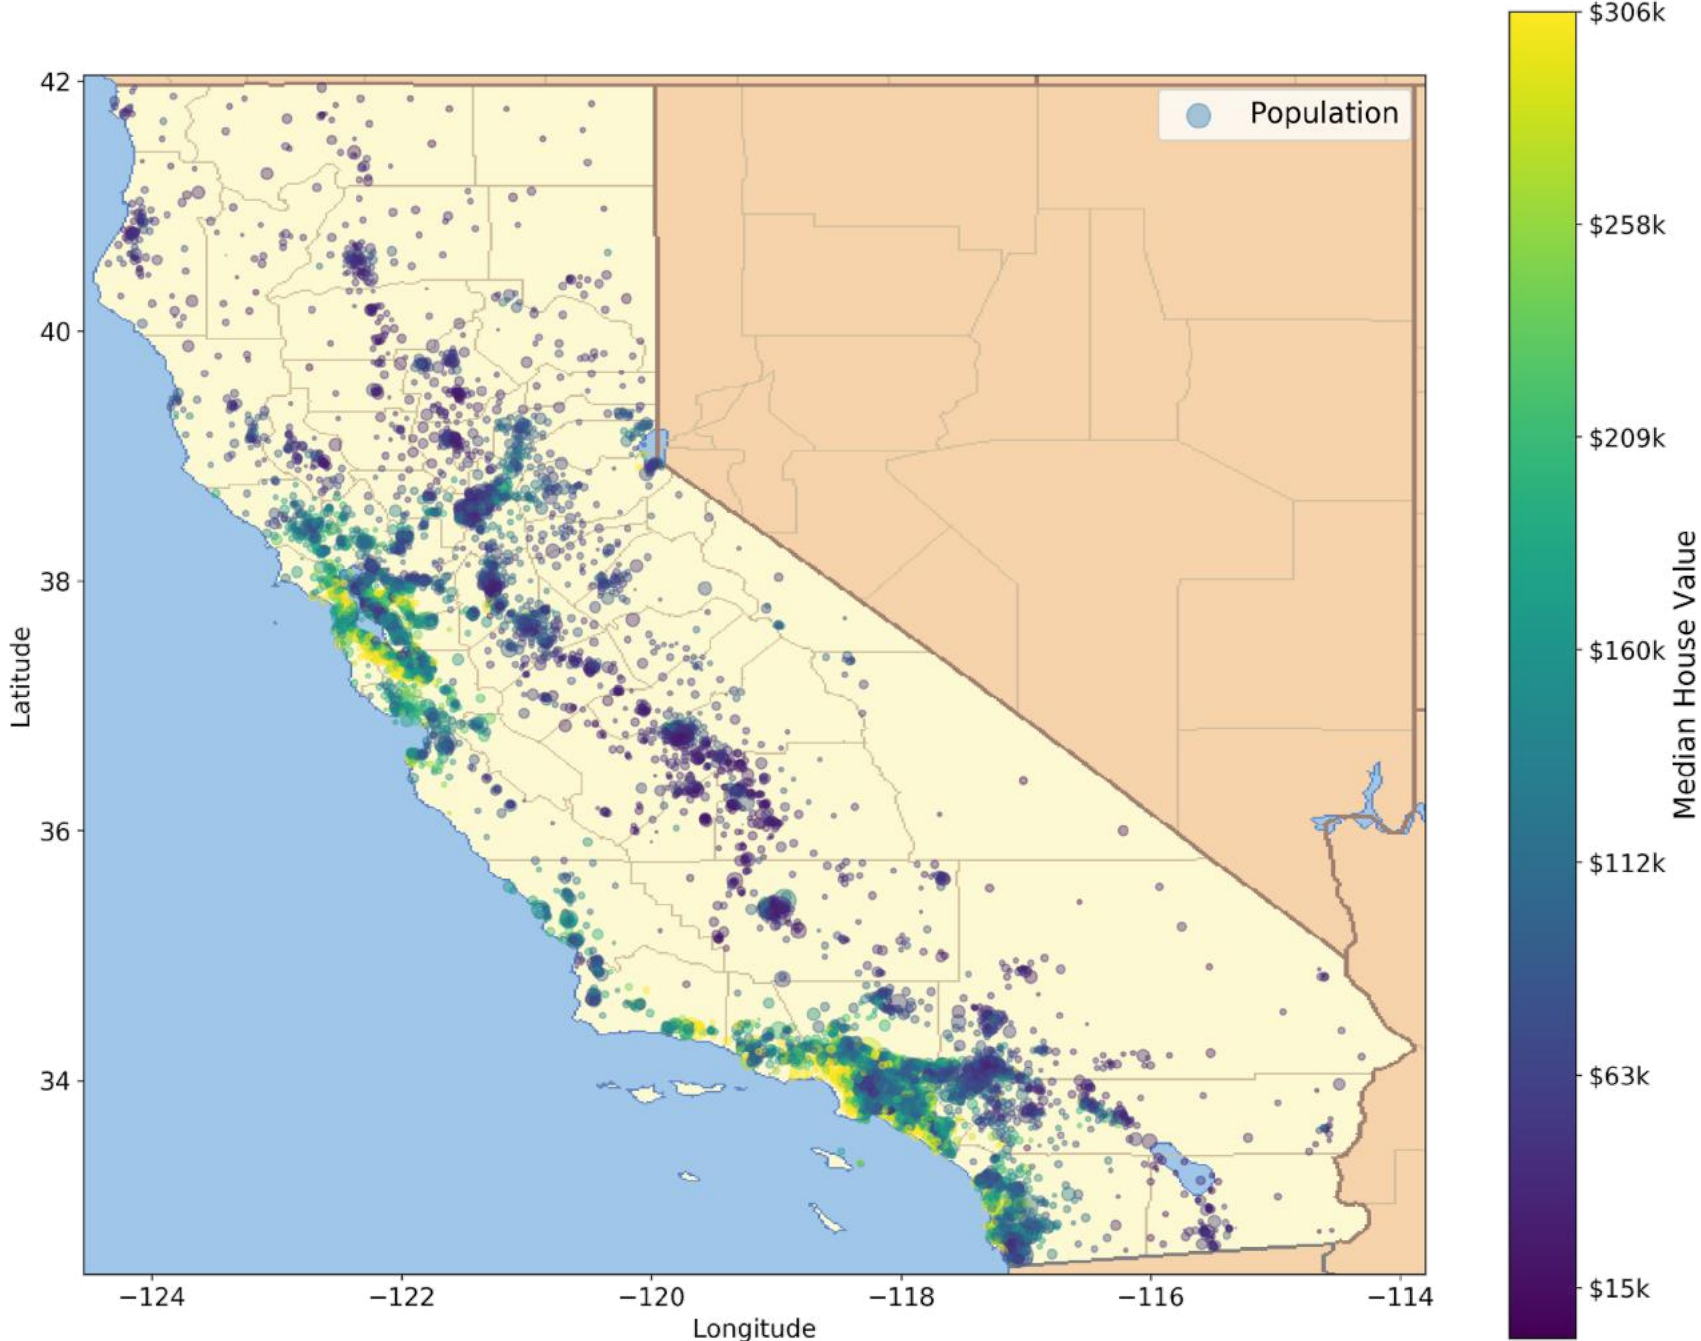 $306k
42
Population
$258k
40
$209k
38
$160k
Median House Value
Latitude
36
$112k
34
$63k
$15k
−124
−122
−120
−118
−116
−114
Longitude